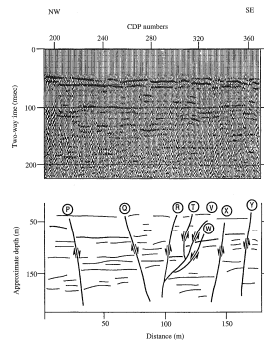 NW SE
CDP numbers
200 240 280 320 360
0
100
200
Two-way ime (msec)
P Q R T V X Y
W
50
150
Approximate depth (m)
0 50 100 150
Distance (m)